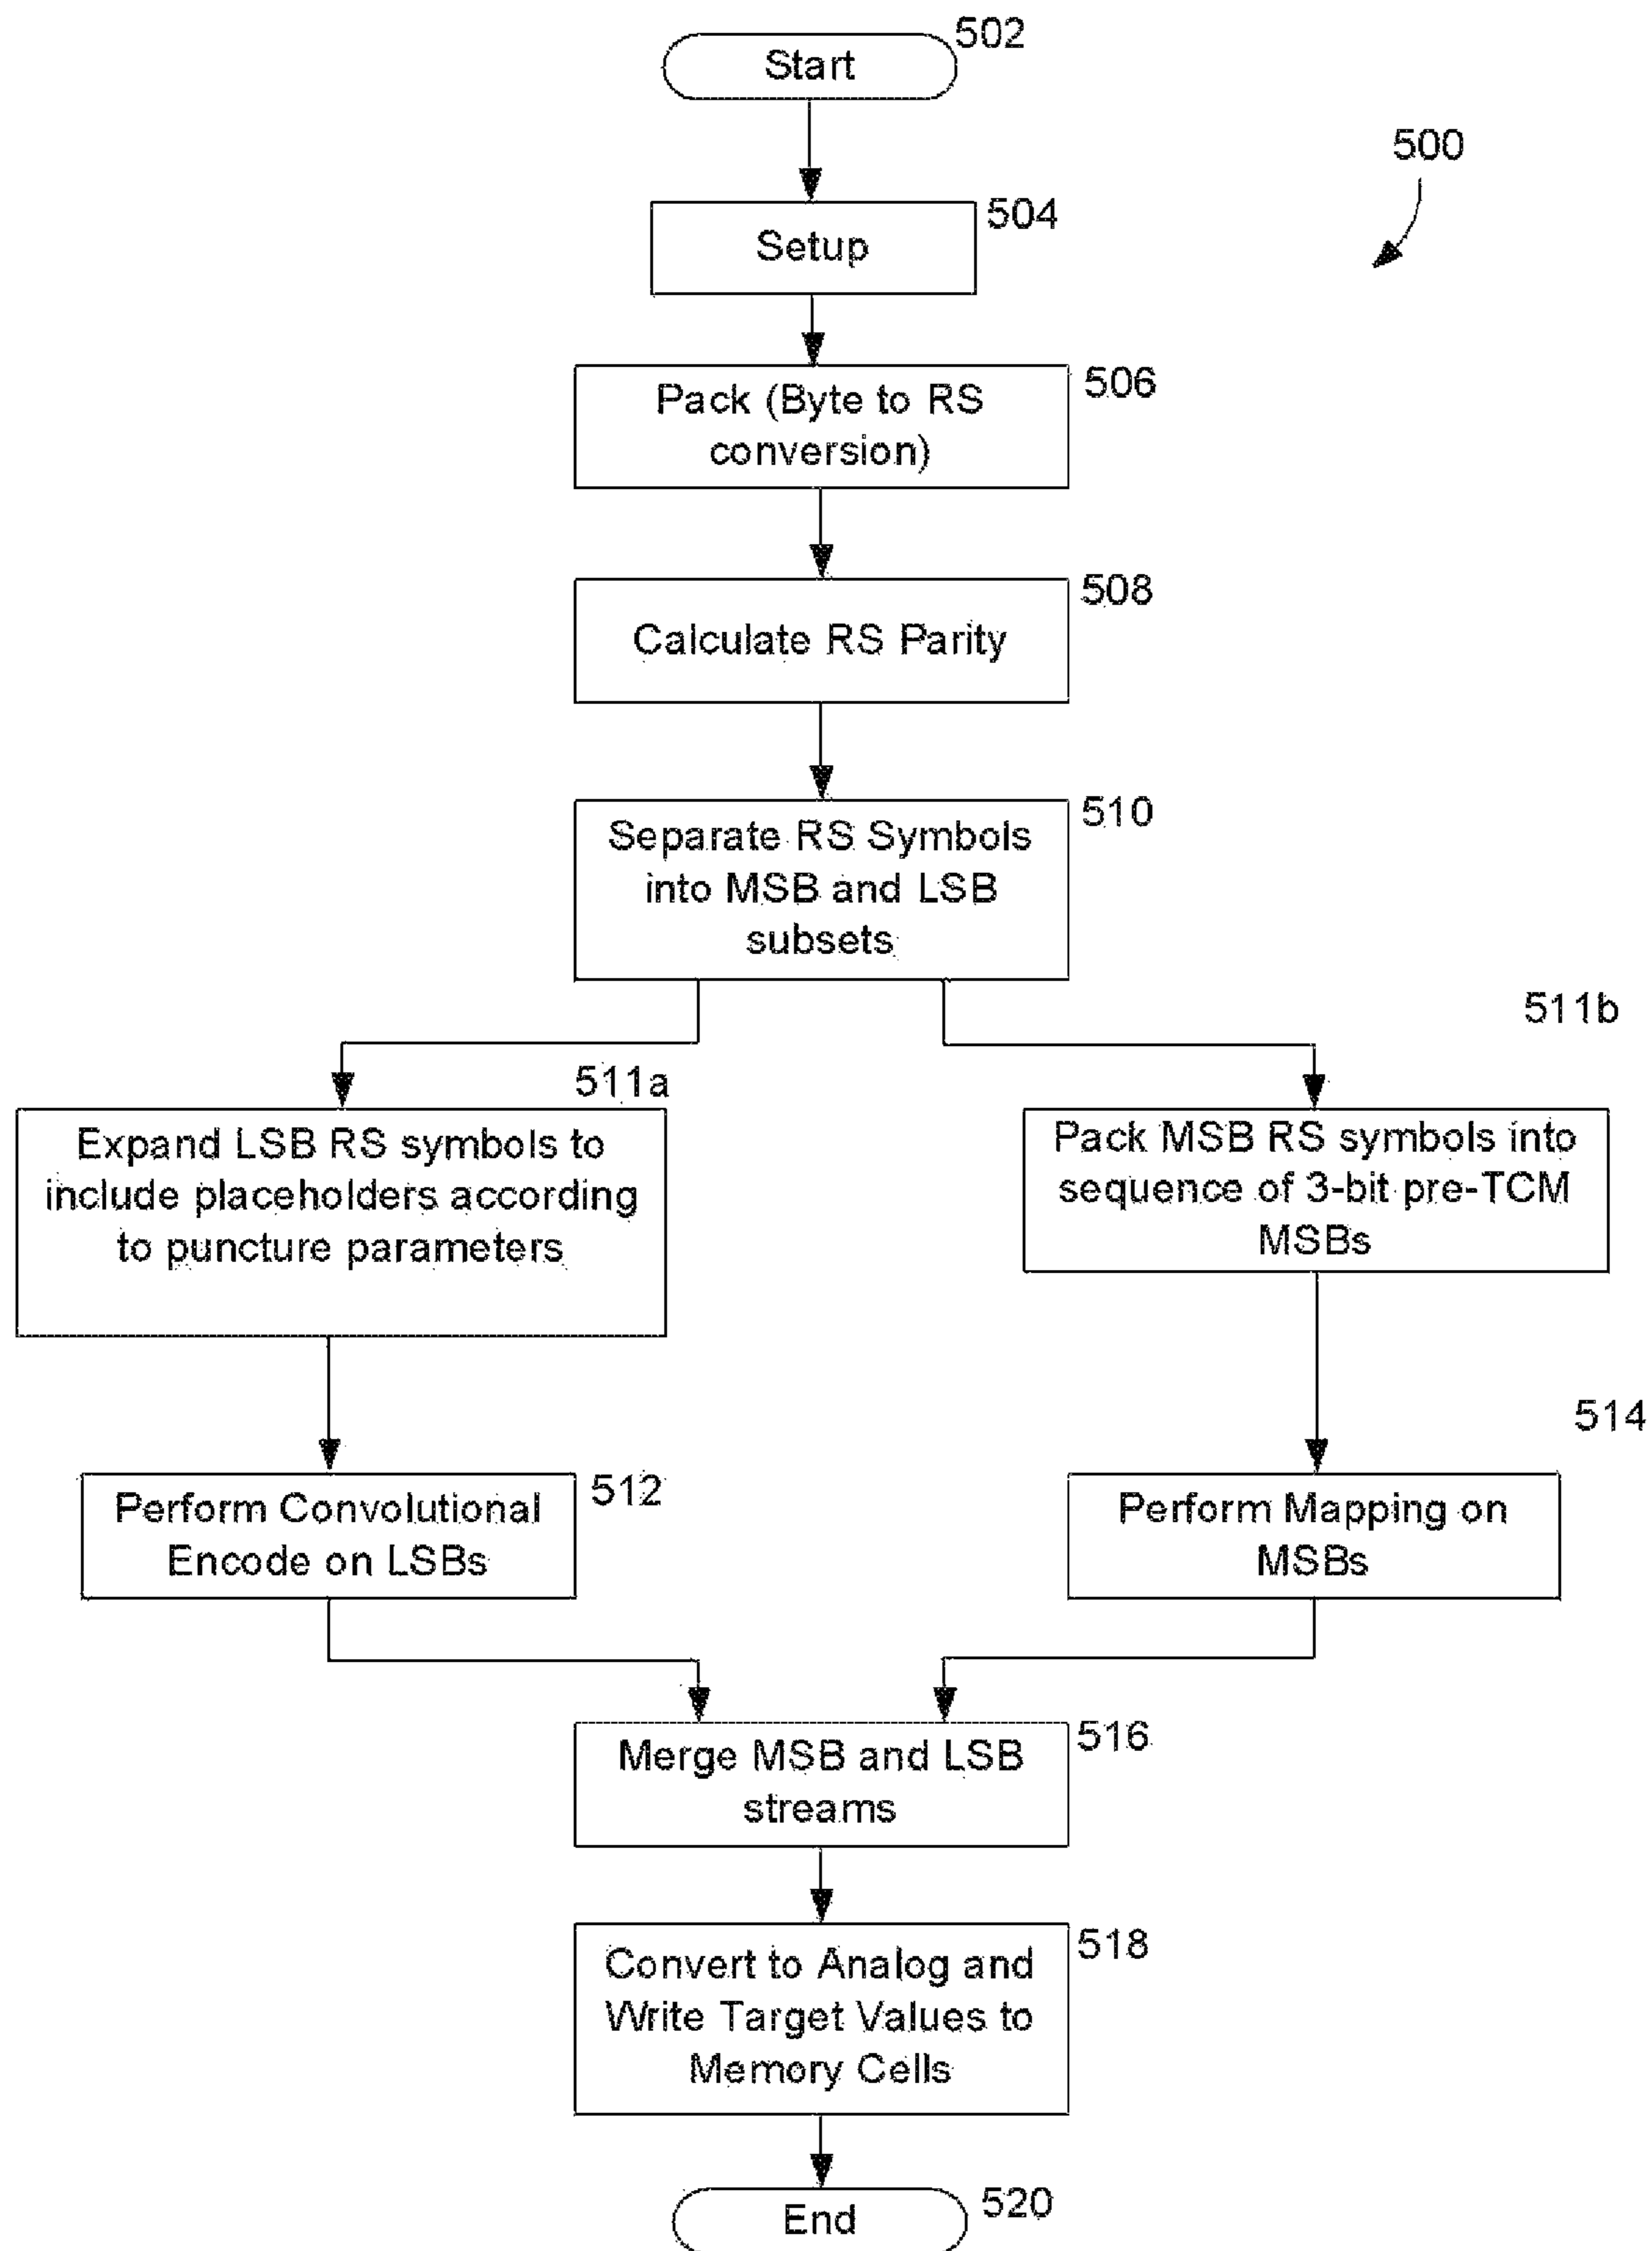 502
Start
500
504
Setup
506
Pack (Byte to RS
conversion)
508
Calculate RS Parity
510
Separate RS Symbols
into MSB and LSB
subsets
511b
511a
Expand LSB RS symbols to
include placeholders according
to puncture parameters
Pack MSB RS symbols into
sequence of 3-bit pre-TCM
MSBs
514
512
Perform Convolutional
Encode on LSBs
Perform Mapping on
MSBs
516
Merge MSB and LSB
streams
518
Convert to Analog and
Write Target Values to
Memory Cells
520
End